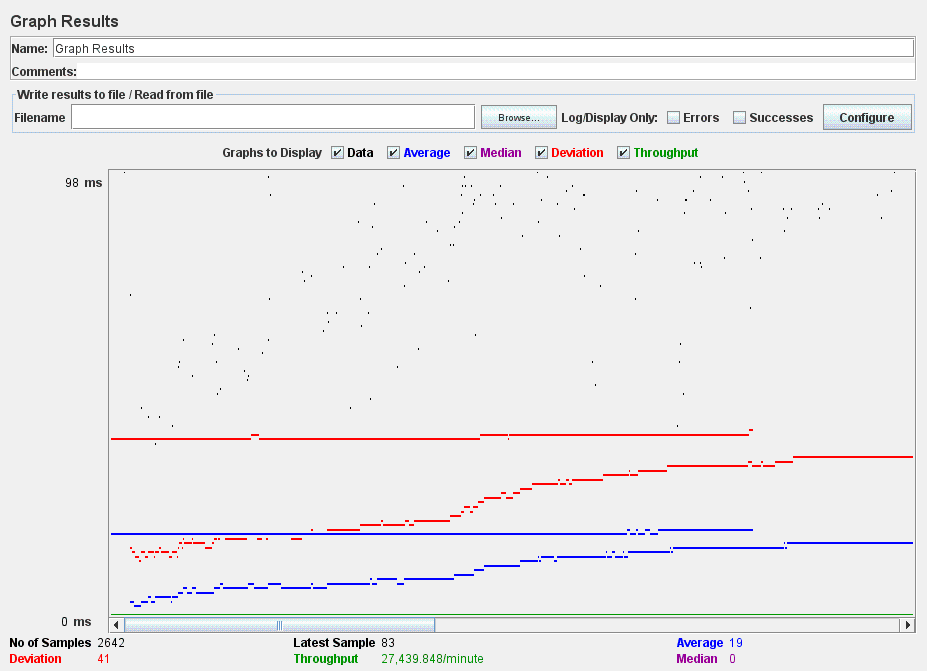 Graph Results
Name: Graph Results
Comments:
Write results to file / Read from file
Filename Browse... Log/Display Only: Errors Successes Configure
Graphs to Display Data Average Median Deviation Throughput
98 ms
0 ms
No of Samples 2642 Latest Sample 83 Average 19
Deviation 41 Throughput 27,439.848/minute Median 0